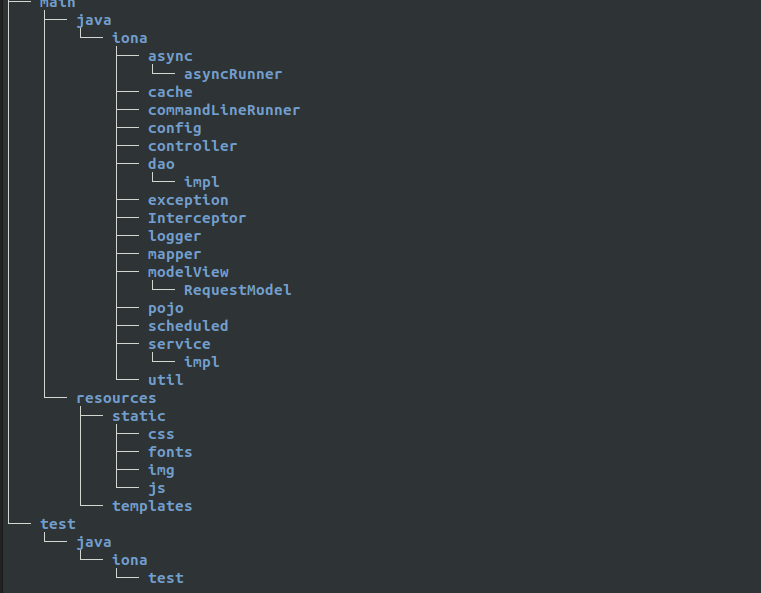 main
java
iona
async
asyncRunner
cache
commandLineRunner
config
controller
dao
impl
exception
Interceptor
logger
mapper
modelView
RequestModel
pojo
scheduled
service
impl
util
resources
static
css
fonts
img
js
templates
test
java
iona
test